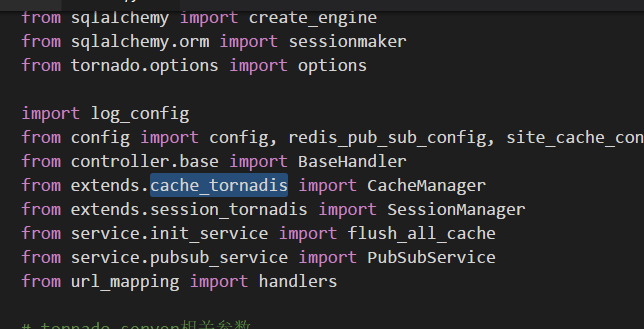 from sqlalchemy import create_engine
from sqlalchemy.orm import sessionmaker
from tornado.options import options
import log_config
from config import config, redis_pub_sub_config, site_cache_con
from controller.base import BaseHandler
from extends.cache_tornadis import CacheManager
from extends.session_tornadis import SessionManager
from service.init_service import flush_all_cache
from service.pubsub_service import PubSubService
from url_mapping import handlers
# tornado server相关参数